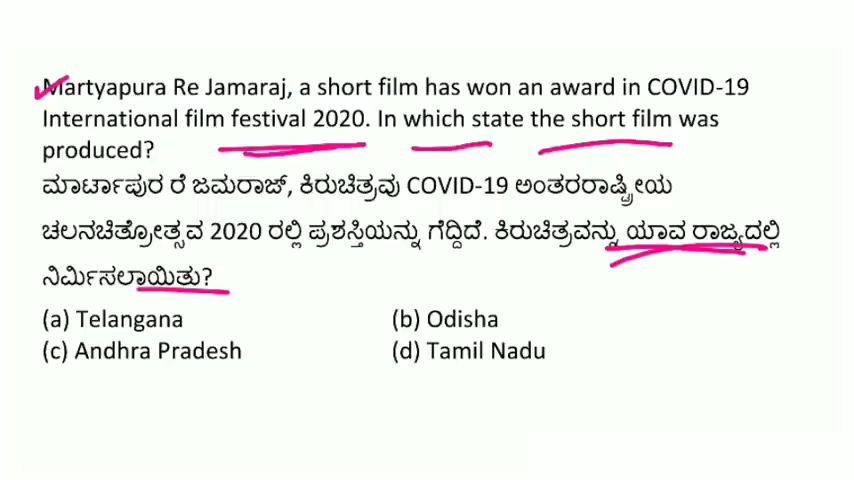 Martyapura Re Jamaraj, a short film has won an award in COVID-19
International film festival 2020. In which state the short film was
produced?
ಮಾರ್ಟಾಪುರ ರೆ ಜಮರಾಜ್, ಕಿರುಚಿತ್ರವು COVID-19 ಅಂತರರಾಷ್ಟ್ರೀಯ
ಚಲನಚಿತ್ರೋತ್ಸವ 2020 ರಲ್ಲಿ ಪ್ರಶಸ್ತಿಯನ್ನು ಗೆದ್ದಿದೆ. ಕಿರುಚಿತ್ರವನ್ನು ಯಾವ ರಾಜ್ಯದಲ್ಲಿ
ನಿರ್ಮಿಸಲಾಯಿತು?
(a) Telangana (b) Odisha
(c) Andhra Pradesh (d) Tamil Nadu